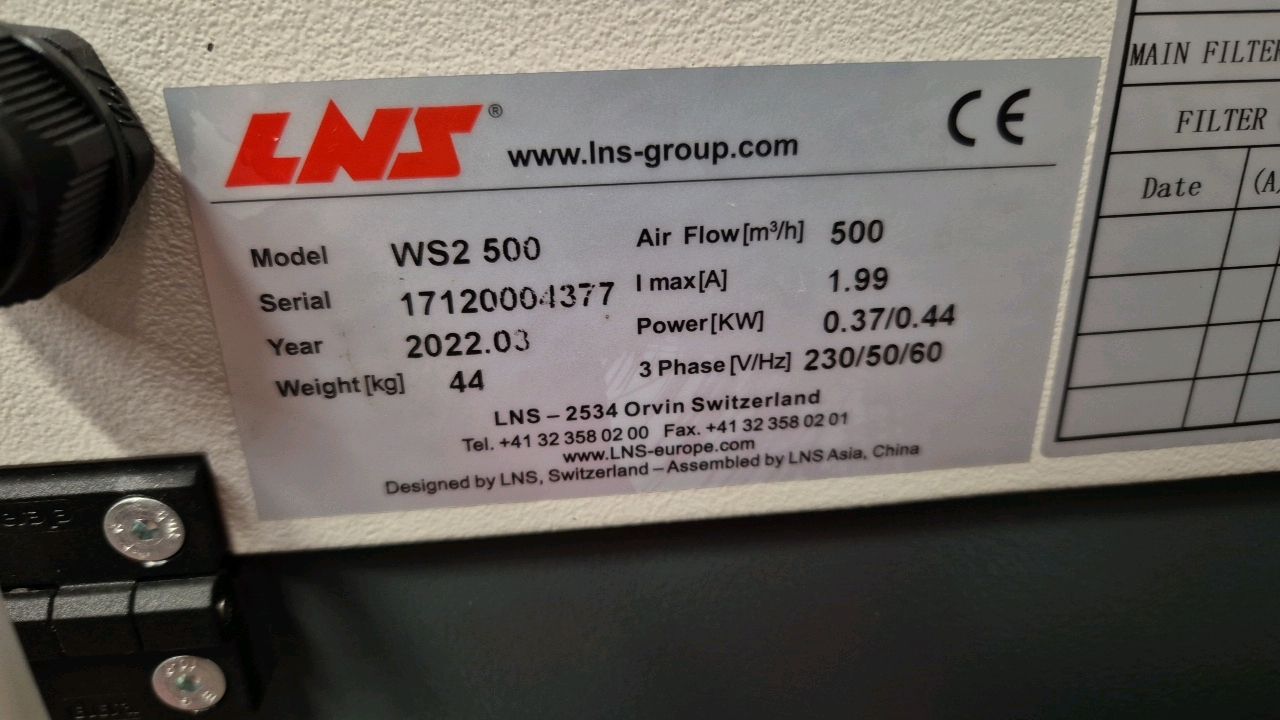 LNS®
www.lns-group.com
CE
Model WS2 500
Serial 17120004377
Year 2022.03
Weight[kg] 44
Air Flow[m³/h] 500
I max[A] 1.99
Power[KW] 0.37/0.44
3 Phase[V/Hz] 230/50/60
LNS – 2534 Orvin Switzerland
Tel. +41 32 358 02 00 Fax. +41 32 358 02 01
www.LNS-europe.com
Designed by LNS, Switzerland – Assembled by LNS Asia, China
MAIN FILTER
FILTER
Date